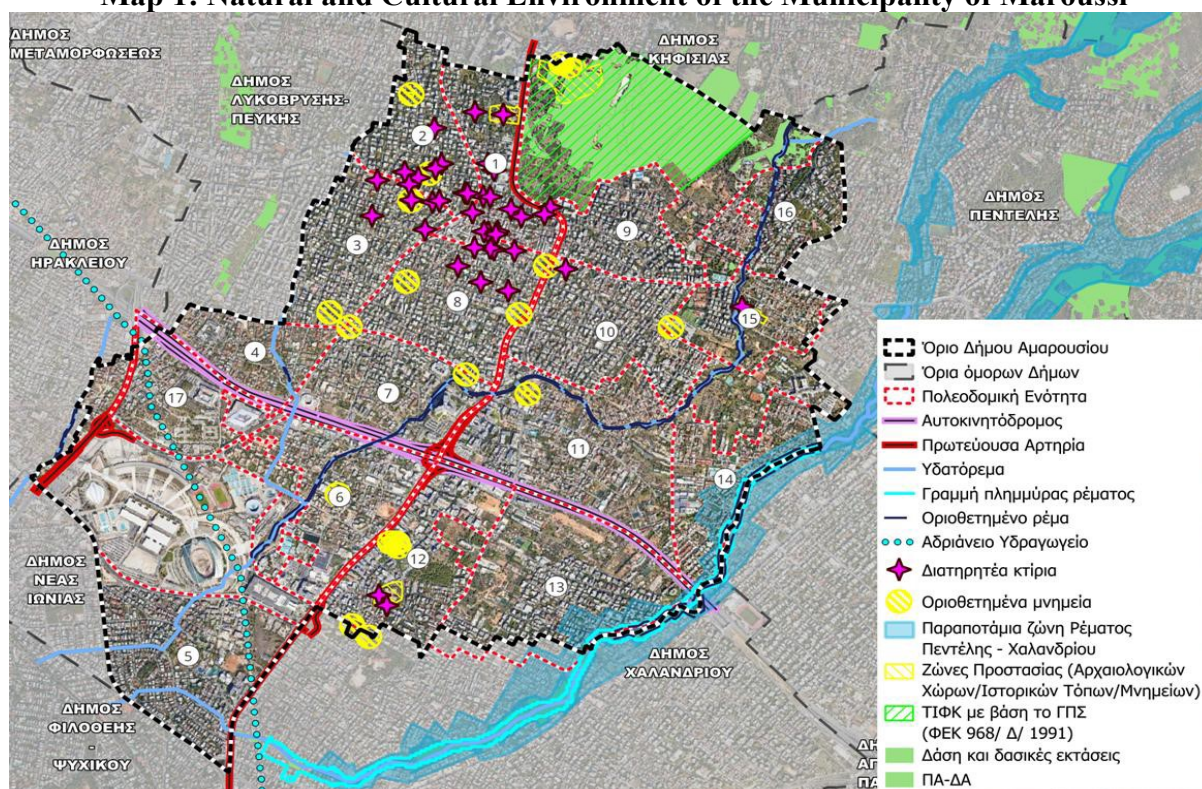 Map 1: Natural and Cultural Environment of the Municipality of Maroussi
ΔΗΜΟΣ
ΜΕΤΑΜΟΡΦΩΣΕΩΣ
ΔΗΜΟΣ
ΚΗΦΙΣΙΑΣ
ΔΗΜΟΣ
ΛΥΚΟΒΡΥΣΗΣ-
ΠΕΥΚΗΣ
2
1
16
ΔΗΜΟΣ
ΠΕΝΤΕΛΗΣ
9
3
ΔΗΜΟΣ
ΗΡΑΚΛΕΙΟΥ
8
10
15
4
7
17
11
14
6
12
13
ΔΗΜΟΣ
ΝΕΑΣ
ΙΩΝΙΑΣ
5
ΔΗΜΟΣ
ΧΑΛΑΝΔΡΙΟΥ
ΔΗΜΟΣ
ΦΙΛΟΘΕΗΣ
-
ΨΥΧΙΚΟΥ
Όριο Δήμου Αμαρουσίου
Όρια όμορων Δήμων
Πολεοδομική Ενότητα
Αυτοκινητόδρομος
Πρωτεύουσα Αρτηρία
Υδατόρεμα
Γραμμή πλημμύρας ρέματος
Οριοθετημένο ρέμα
Αδριάνειο Υδραγωγείο
Διατηρητέα κτίρια
Οριοθετημένα μνημεία
Παραποτάμια ζώνη Ρέματος
Πεντέλης - Χαλανδρίου
Ζώνες Προστασίας (Αρχαιολογικών
Χώρων/Ιστορικών Τόπων/Μνημείων)
ΤΙΦΚ με βάση το ΓΠΣ
(ΦΕΚ 968/ Δ/ 1991)
Δάση και δασικές εκτάσεις
ΠΑ-ΔΑ